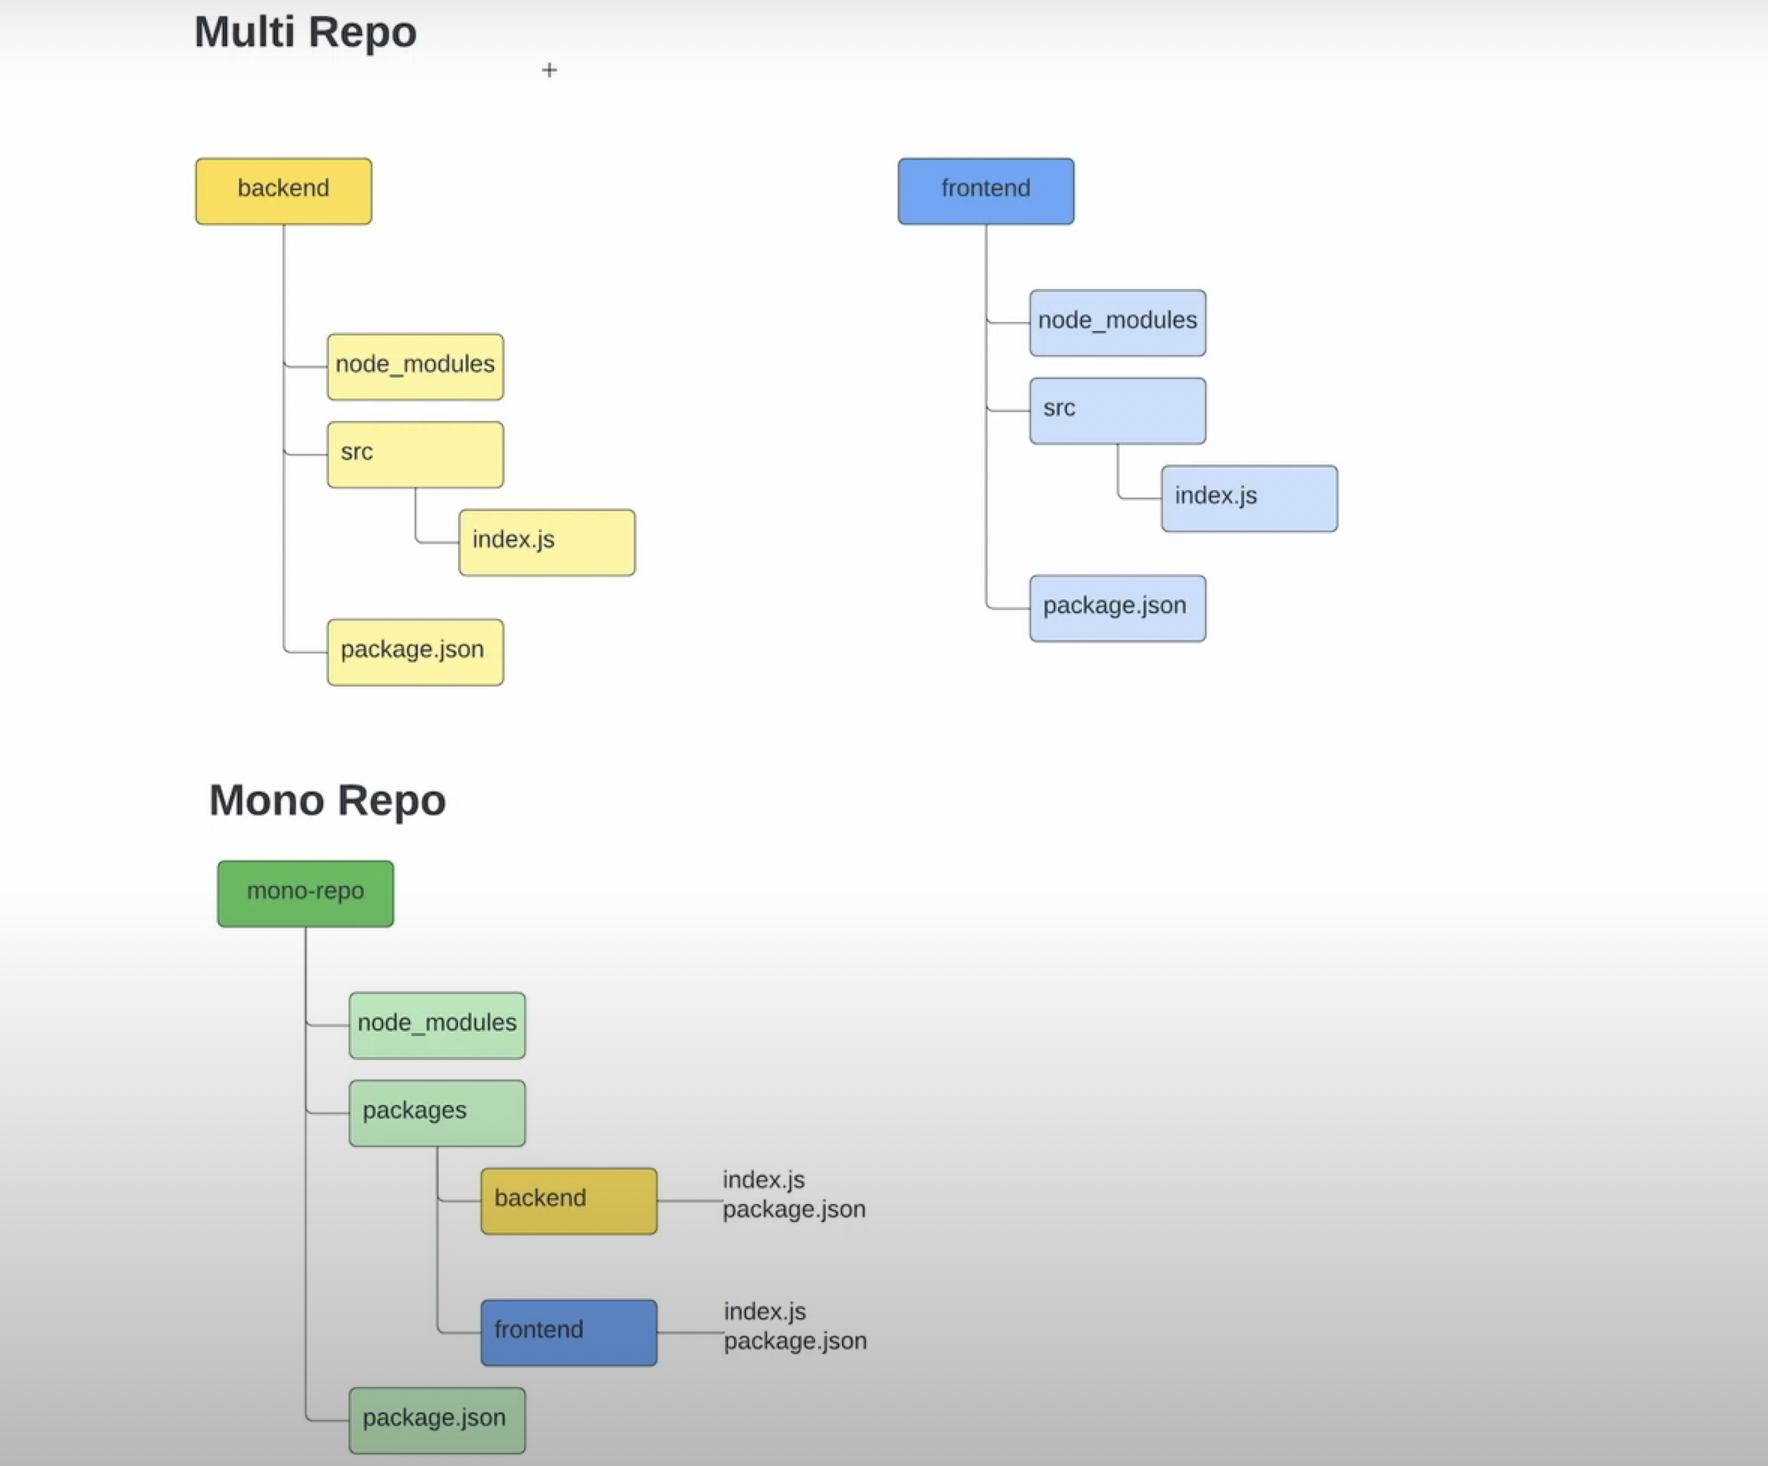 Multi Repo
backend
node_modules
src
index.js
package.json
frontend
node_modules
src
index.js
package.json
Mono Repo
mono-repo
node_modules
packages
backend
index.js
package.json
frontend
index.js
package.json
package.json